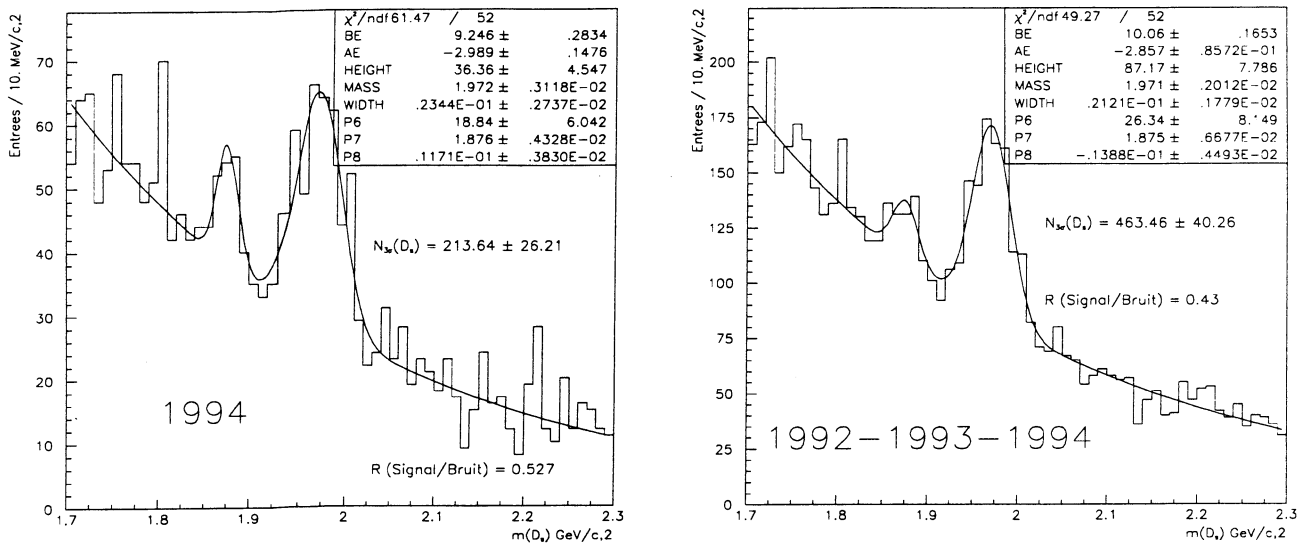 χ²/ndf 61.47 / 52
BE 9.246 ± .2834
AE -2.989 ± .1476
HEIGHT 36.36 ± 4.547
MASS 1.972 ± .3118E-02
WIDTH .2344E-01 ± .2737E-02
P6 18.84 ± 6.042
P7 1.876 ± .4328E-02
P8 .1171E-01 ± .3830E-02
Entrees / 10. MeV/c,2
70
60
50
40
30
20
10
0
N₃σ(Dₛ) = 213.64 ± 26.21
1994
R (Signal/Bruit) = 0.527
1.7 1.8 1.9 2 2.1 2.2 2.3
m(Dₛ) GeV/c,2
χ²/ndf 49.27 / 52
BE 10.06 ± .1653
AE -2.857 ± .8572E-01
HEIGHT 87.17 ± 7.786
MASS 1.971 ± .2012E-02
WIDTH .2121E-01 ± .1779E-02
P6 26.34 ± 8.149
P7 1.875 ± .6677E-02
P8 -.1388E-01 ± .4493E-02
Entrees / 10. MeV/c,2
200
175
150
125
100
75
50
25
0
N₃σ(Dₛ) = 463.46 ± 40.26
R (Signal/Bruit) = 0.43
1992-1993-1994
1.7 1.8 1.9 2 2.1 2.2 2.3
m(Dₛ) GeV/c,2